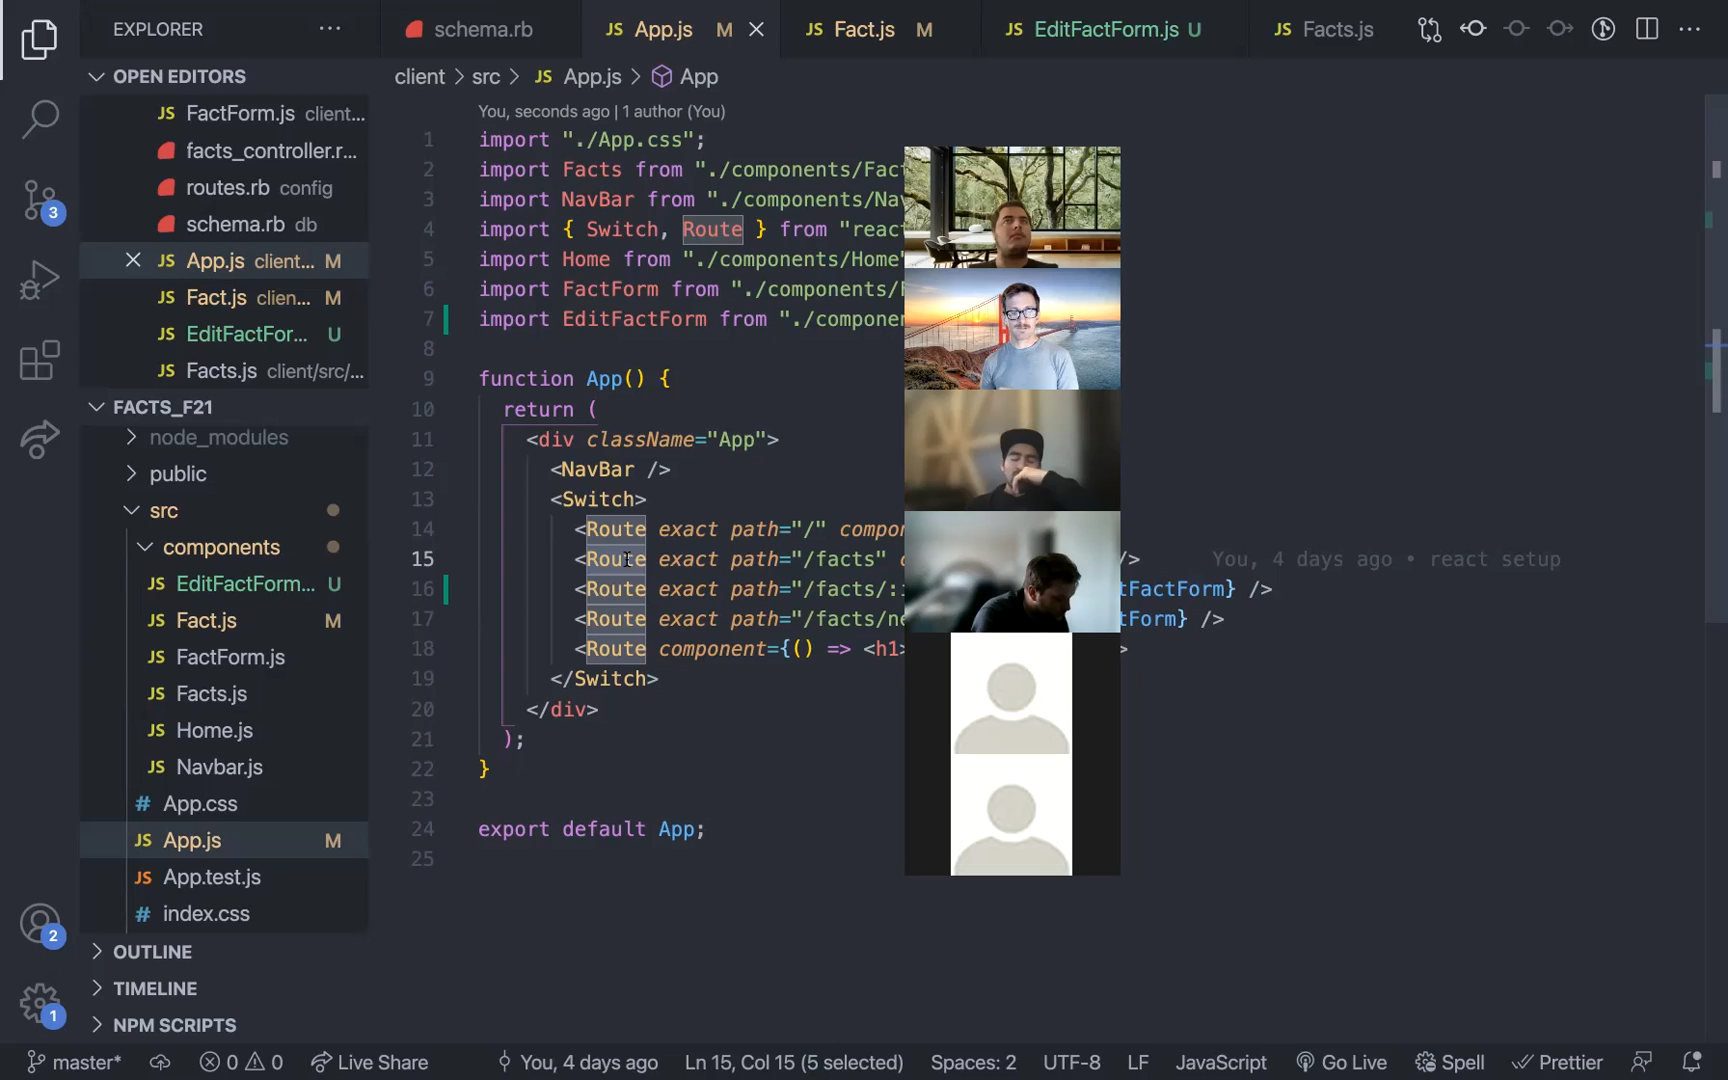 EXPLORER
schema.rb
JS App.js M
JS Fact.js M
JS EditFactForm.js U
JS Facts.js
OPEN EDITORS
JS FactForm.js client...
facts_controller.r...
routes.rb config
schema.rb db
JS App.js client... M
JS Fact.js clien... M
JS EditFactFor... U
JS Facts.js client/src/...
FACTS_F21
node_modules
public
src
components
JS EditFactForm... U
JS Fact.js M
JS FactForm.js
JS Facts.js
JS Home.js
JS Navbar.js
# App.css
JS App.js M
JS App.test.js
# index.css
OUTLINE
TIMELINE
NPM SCRIPTS
3
2
1
client > src > JS App.js > App
You, seconds ago | 1 author (You)
1 import "./App.css";
2 import Facts from "./components/Fac
3 import NavBar from "./components/Na
4 import { Switch, Route } from "reac
5 import Home from "./components/Home"
6 import FactForm from "./components/
7 import EditFactForm from "./compone
8
9 function App() {
10 return (
11 <div className="App">
12 <NavBar />
13 <Switch>
14 <Route exact path="/" compo
15 <Route exact path="/facts" /> You, 4 days ago • react setup
16 <Route exact path="/facts/: tFactForm} />
17 <Route exact path="/facts/ne tForm} />
18 <Route component={() => <h1 >
19 </Switch>
20 </div>
21 );
22 }
23
24 export default App;
25
master* 0 0 Live Share You, 4 days ago Ln 15, Col 15 (5 selected) Spaces: 2 UTF-8 LF JavaScript Go Live Spell Prettier